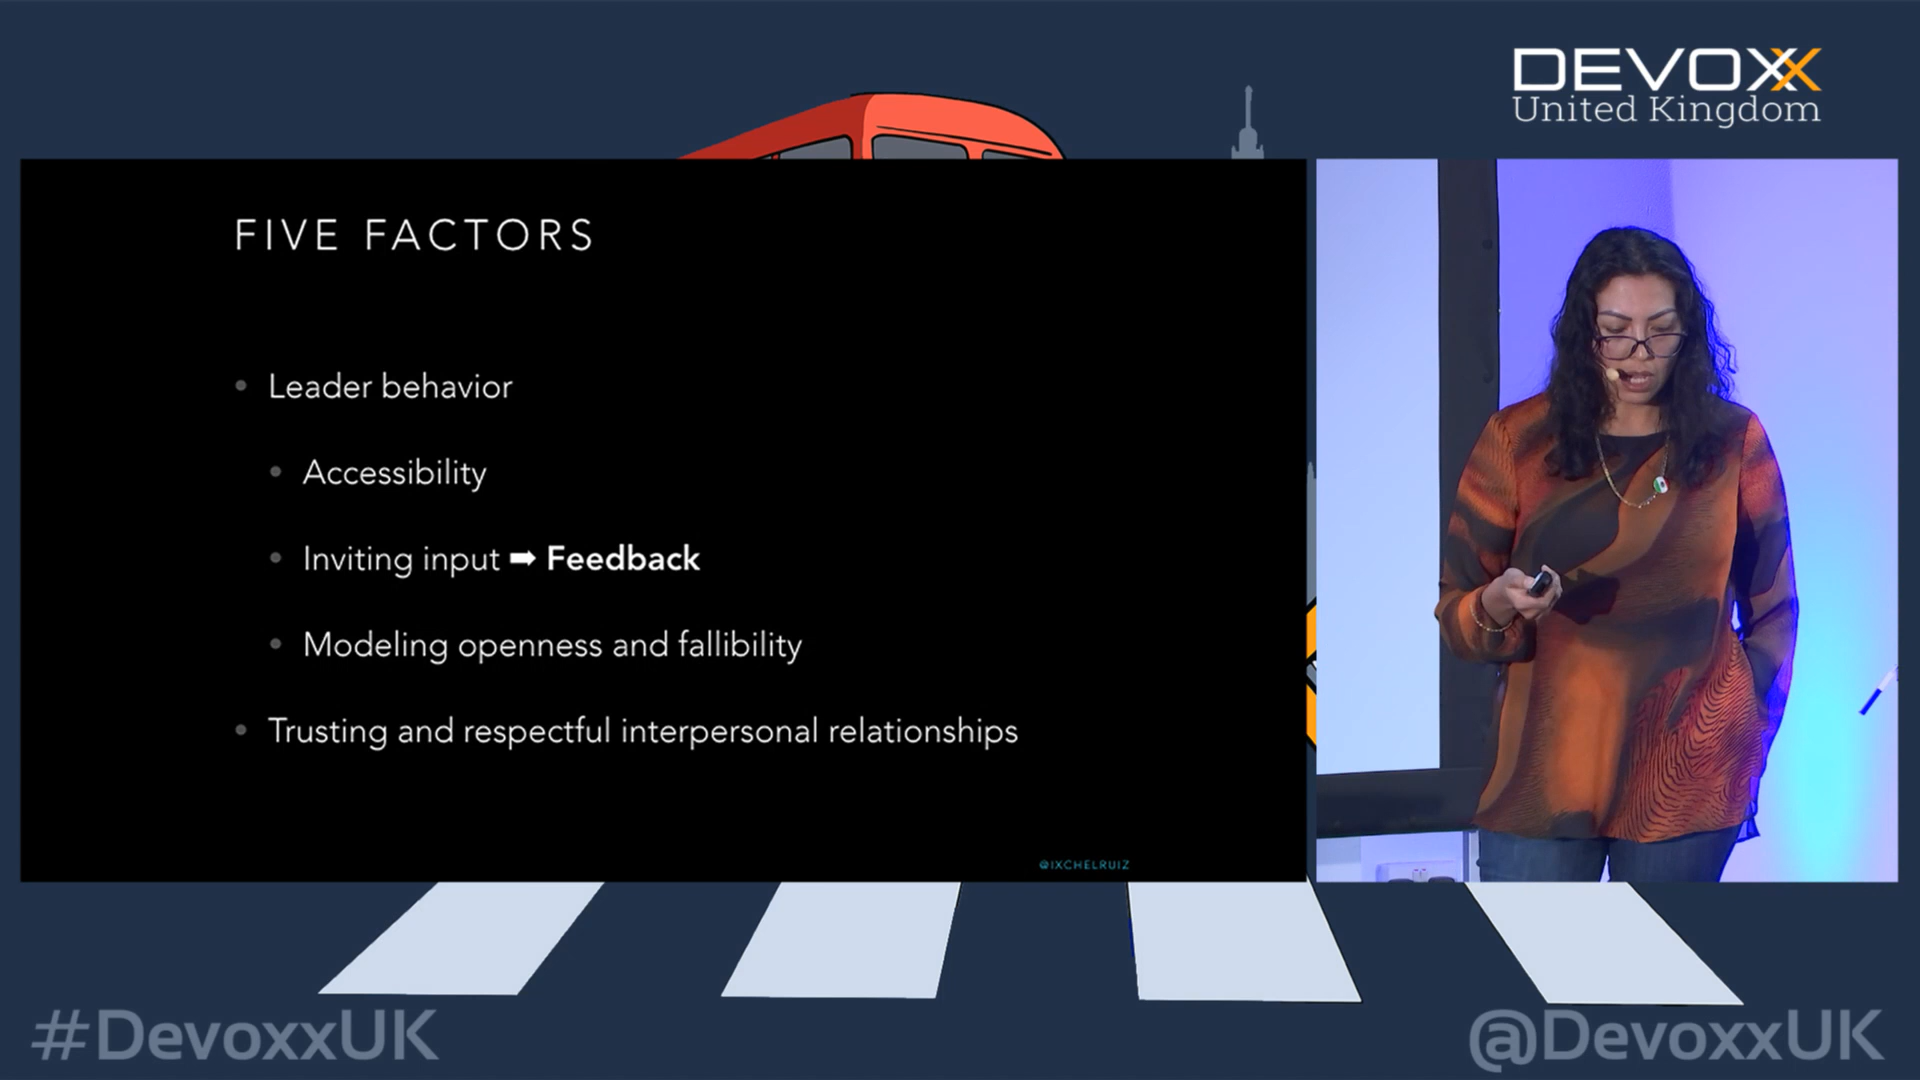 DEVOXX
United Kingdom
FIVE FACTORS
• Leader behavior
• Accessibility
• Inviting input ➡ Feedback
• Modeling openness and fallibility
• Trusting and respectful interpersonal relationships
@IXCHELRUIZ
#DevoxxUK
@DevoxxUK